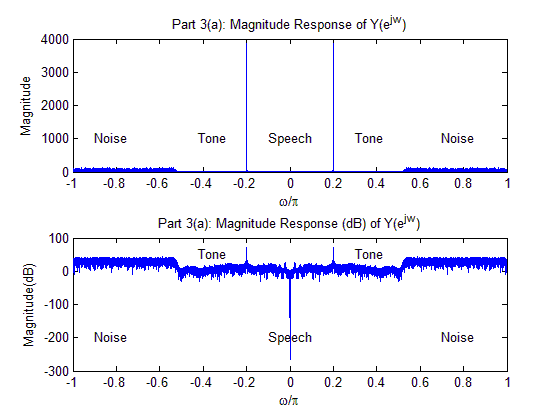 Part 3(a): Magnitude Response of Y(e^jw)
4000
3000
2000
1000
0
Magnitude
Noise Tone Speech Tone Noise
-1 -0.8 -0.6 -0.4 -0.2 0 0.2 0.4 0.6 0.8 1
ω/π
Part 3(a): Magnitude Response (dB) of Y(e^jw)
100
0
-100
-200
-300
Magnitude(dB)
Tone Tone
Noise Speech Noise
-1 -0.8 -0.6 -0.4 -0.2 0 0.2 0.4 0.6 0.8 1
ω/π